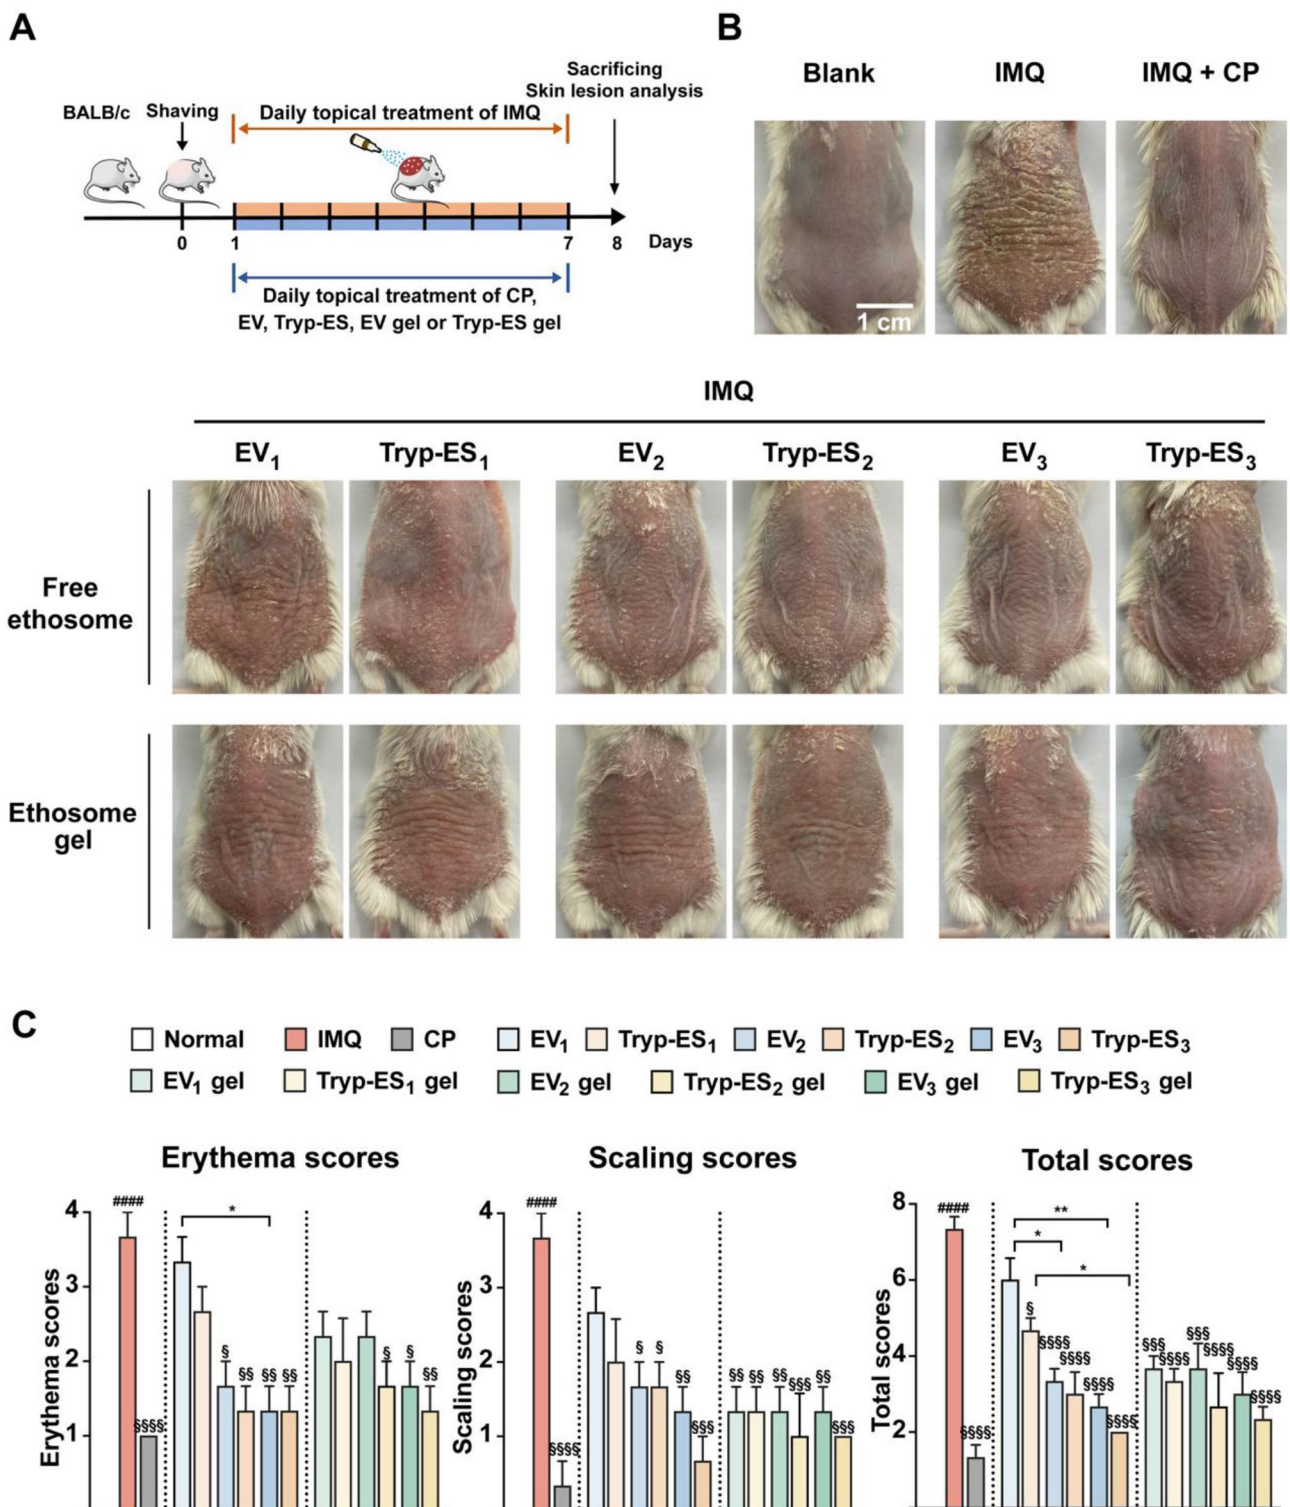 A
BALB/c
Shaving
Daily topical treatment of IMQ
Sacrificing
Skin lesion analysis
0
1
7
8
Days
Daily topical treatment of CP,
EV, Tryp-ES, EV gel or Tryp-ES gel
B
Blank
IMQ
IMQ + CP
1 cm
IMQ
EV1
Tryp-ES1
EV2
Tryp-ES2
EV3
Tryp-ES3
Free
ethosome
Ethosome
gel
C
Normal
IMQ
CP
EV1
Tryp-ES1
EV2
Tryp-ES2
EV3
Tryp-ES3
EV1 gel
Tryp-ES1 gel
EV2 gel
Tryp-ES2 gel
EV3 gel
Tryp-ES3 gel
Erythema scores
Erythema scores
4
3
2
1
####
§§§§
*
§
§§
§§
§§
§
§
§§
Scaling scores
Scaling scores
4
3
2
1
####
§§§§
§
§
§§
§§§
§§
§§
§§
§§§
§§
§§§
Total scores
Total scores
8
6
4
2
####
§§§§
**
*
*
§
§§§§
§§§§
§§§§
§§§§
§§§
§§§§
§§§
§§§§
§§§§
§§§§